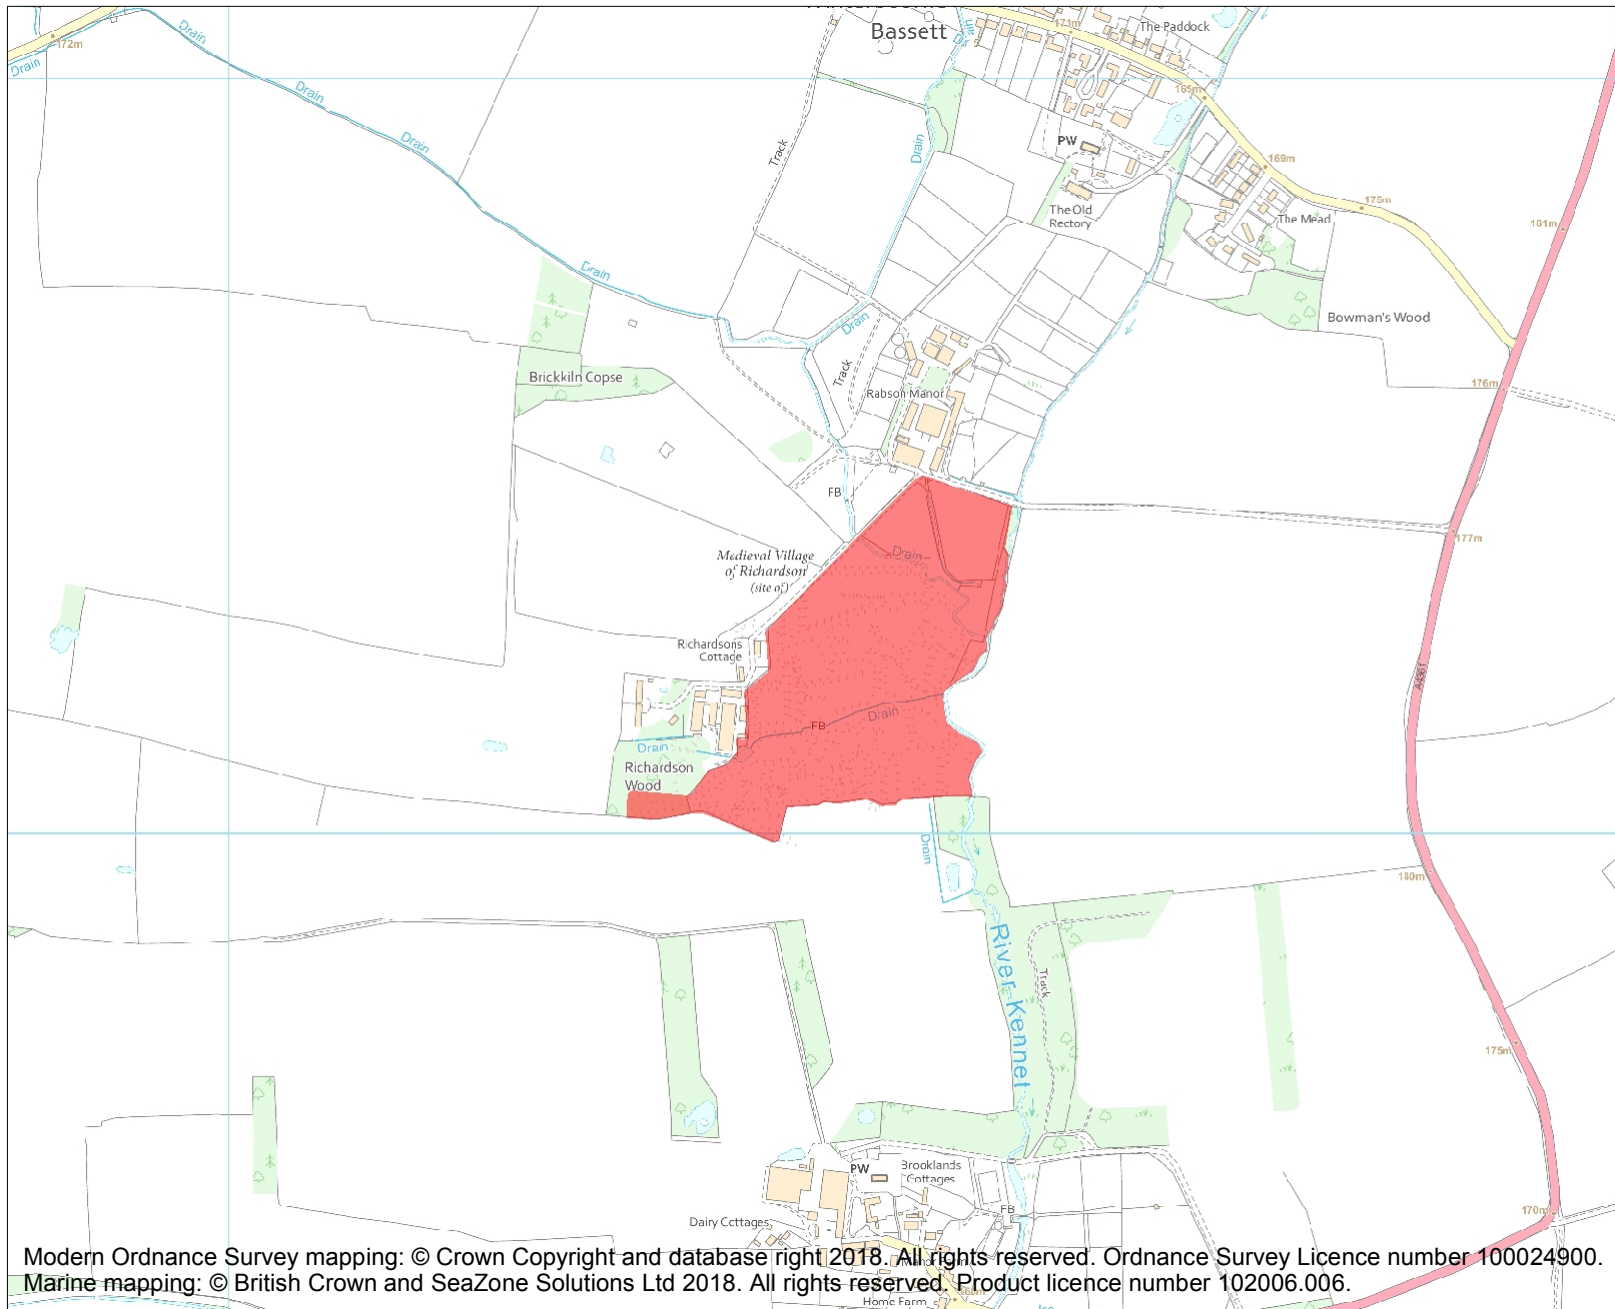 Bassett
The Paddock
171m
Drain
172m
Drain
Drain
Drain
165m
Track
Drain
PW
169m
Drain
175m
The Old
Rectory
The Mead
181m
Drain
Bowman's Wood
Drain
Track
176m
Brickkiln Copse
Rabson Manor
FB
177m
Medieval Village
of Richardson
(site of)
Drain
Richardsons
Cottage
A4361
Drain
FB
Drain
Richardson
Wood
Drain
180m
River Kennet
Track
175m
PW
Brooklands
Cottages
FB
Dairy Cottages
170m
Modern Ordnance Survey mapping: © Crown Copyright and database right 2018. All rights reserved. Ordnance Survey Licence number 100024900.
Marine mapping: © British Crown and SeaZone Solutions Ltd 2018. All rights reserved. Product licence number 102006.006.
Home Farm